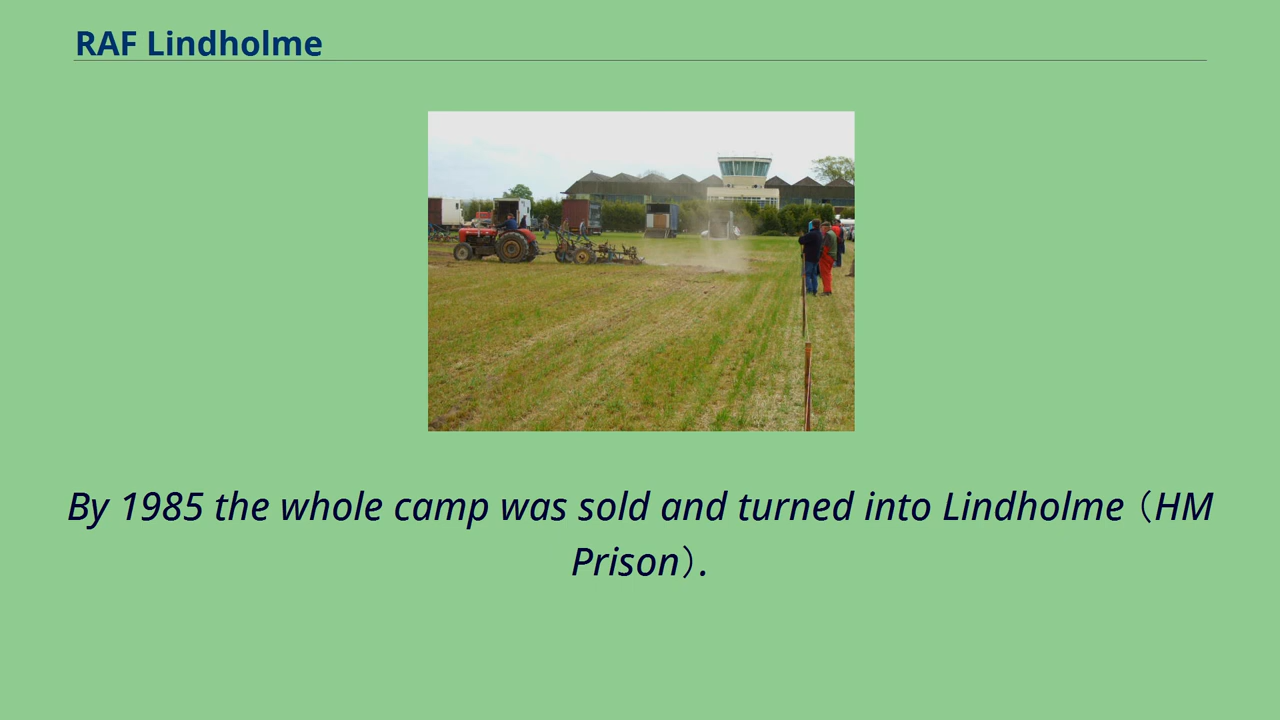 RAF Lindholme
By 1985 the whole camp was sold and turned into Lindholme（HM
Prison）.